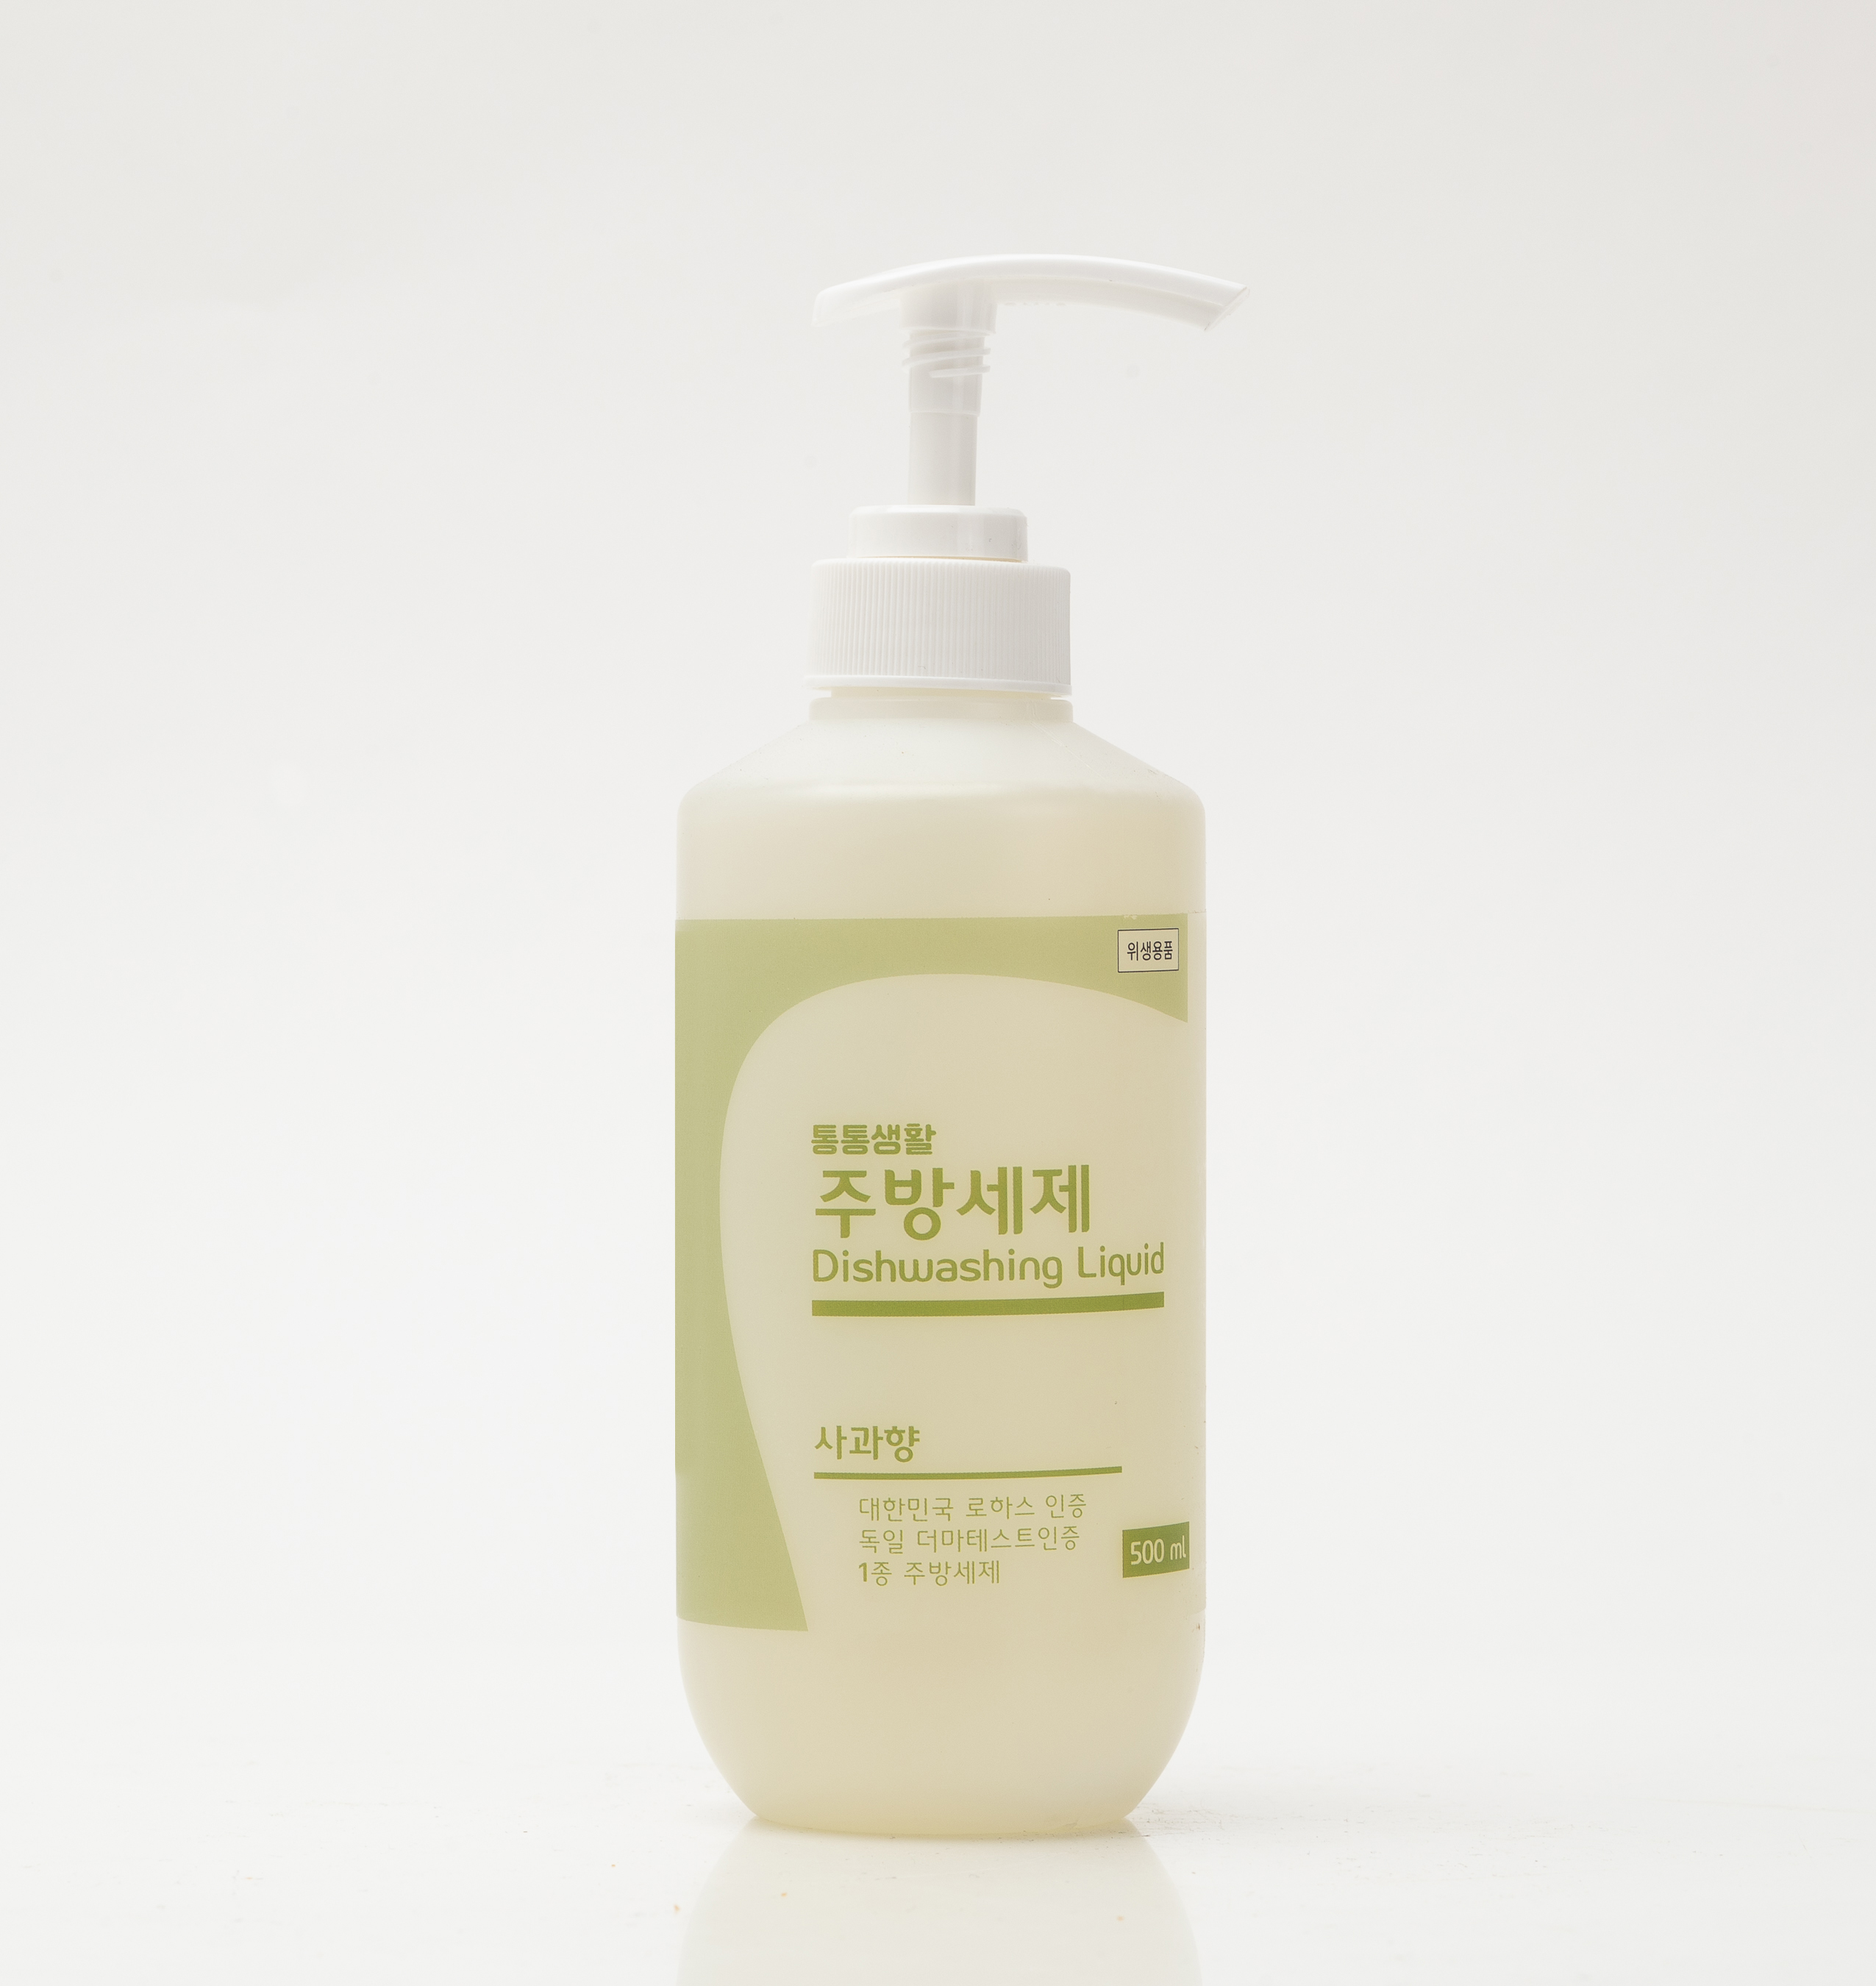 위생용품
통통생활
주방세제
Dishwashing Liquid
사과향
대한민국 로하스 인증
독일 더마테스트인증
1종 주방세제
500 ml